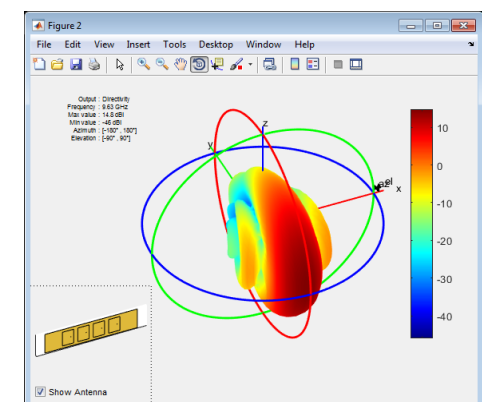 Figure 2
File Edit View Insert Tools Desktop Window Help
Output : Directivity
Frequency : 9.63 GHz
Max value : 14.8 dBi
Min value : -46 dBi
Azimuth : [-180° , 180°]
Elevation : [-90° , 90°]
z
y
az
el
x
10
0
-10
-20
-30
-40
Show Antenna